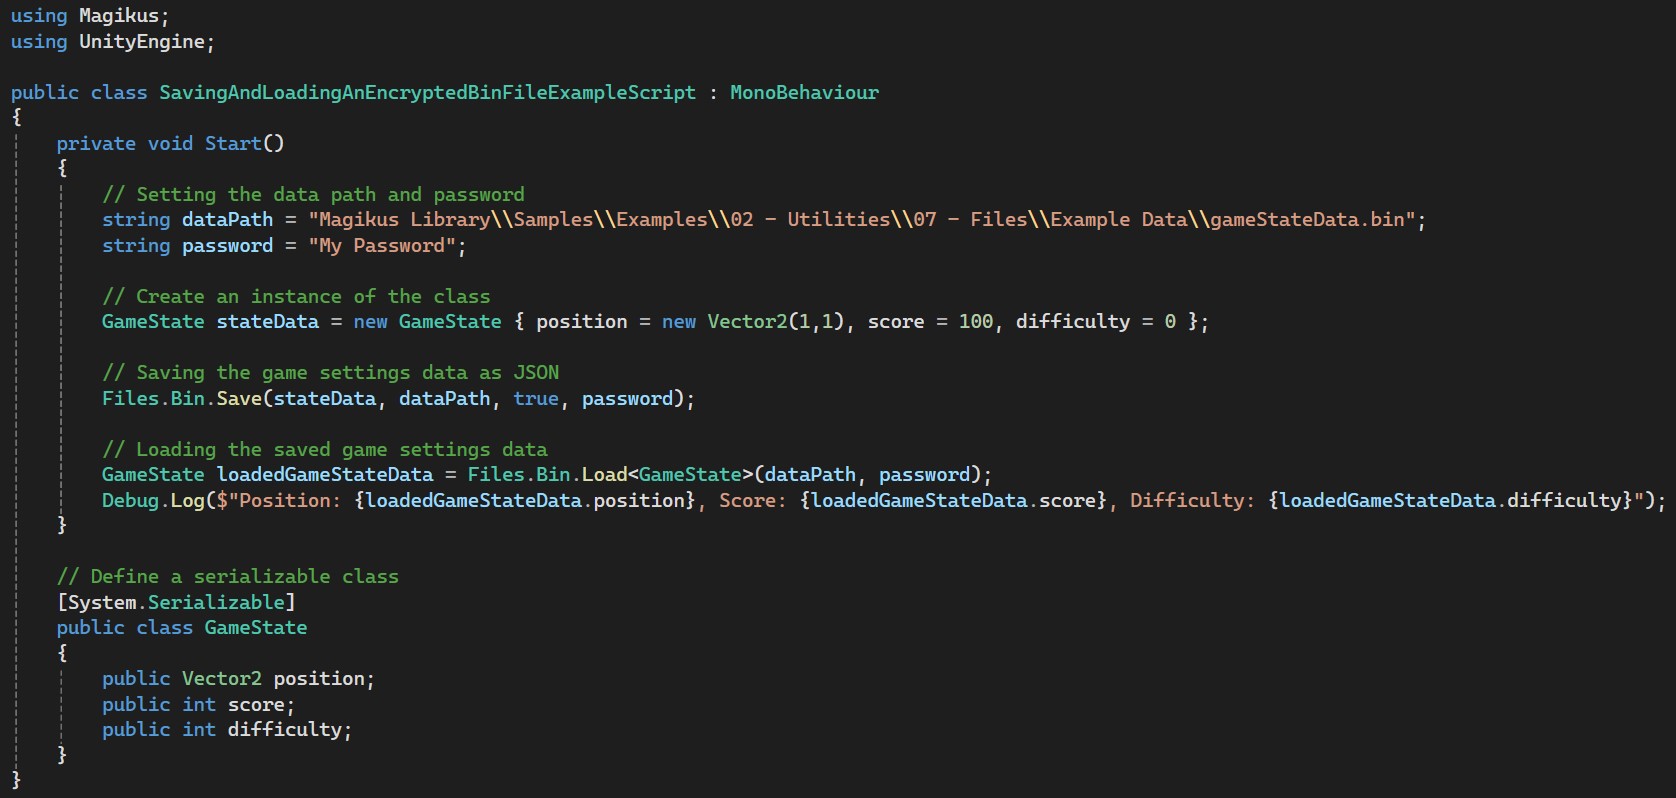 using Magikus;
using UnityEngine;

public class SavingAndLoadingAnEncryptedBinFileExampleScript : MonoBehaviour
{
    private void Start()
    {
        // Setting the data path and password
        string dataPath = "Magikus Library\\Samples\\Examples\\02 - Utilities\\07 - Files\\Example Data\\gameStateData.bin";
        string password = "My Password";

        // Create an instance of the class
        GameState stateData = new GameState { position = new Vector2(1,1), score = 100, difficulty = 0 };

        // Saving the game settings data as JSON
        Files.Bin.Save(stateData, dataPath, true, password);

        // Loading the saved game settings data
        GameState loadedGameStateData = Files.Bin.Load<GameState>(dataPath, password);
        Debug.Log($"Position: {loadedGameStateData.position}, Score: {loadedGameStateData.score}, Difficulty: {loadedGameStateData.difficulty}");
    }

    // Define a serializable class
    [System.Serializable]
    public class GameState
    {
        public Vector2 position;
        public int score;
        public int difficulty;
    }
}